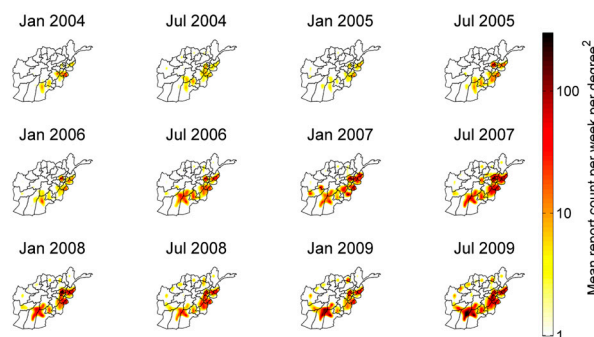 Jan 2004 Jul 2004 Jan 2005 Jul 2005
Jan 2006 Jul 2006 Jan 2007 Jul 2007
Jan 2008 Jul 2008 Jan 2009 Jul 2009
100
10
1
Mean report count per week per degree²